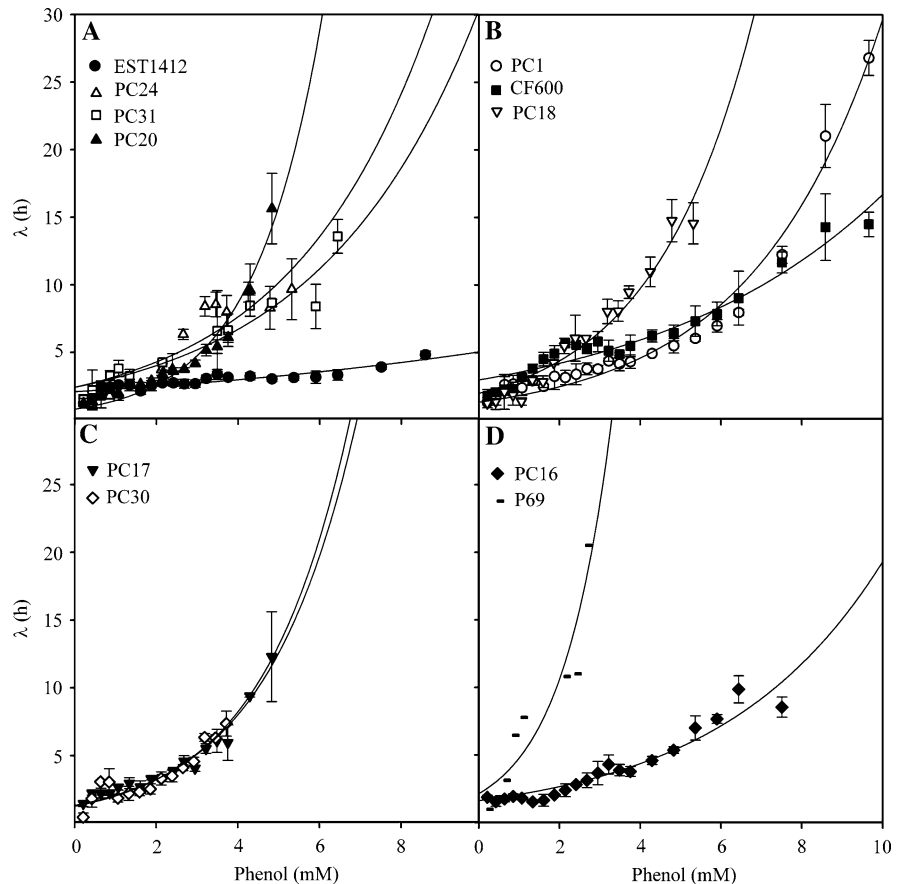 A
EST1412
PC24
PC31
PC20
B
PC1
CF600
PC18
30
25
20
15
10
5
λ (h)
C
PC17
PC30
D
PC16
P69
25
20
15
10
5
λ (h)
0 2 4 6 8 0 2 4 6 8 10
Phenol (mM) Phenol (mM)